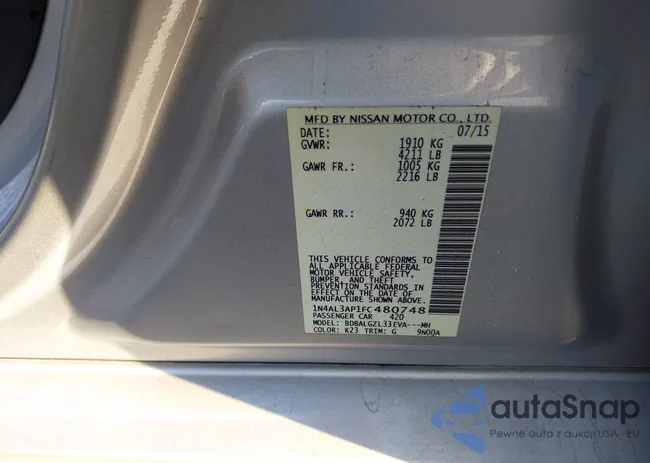 MFD BY NISSAN MOTOR CO., LTD.
DATE: 07/15
GVWR: 1910 KG
4211 LB
GAWR FR.: 1005 KG
2216 LB
GAWR RR.: 940 KG
2072 LB
THIS VEHICLE CONFORMS TO
ALL APPLICABLE FEDERAL
MOTOR VEHICLE SAFETY,
BUMPER, AND THEFT
PREVENTION STANDARDS IN
EFFECT ON THE DATE OF
MANUFACTURE SHOWN ABOVE.
1N4AL3AP1FC480748
PASSENGER CAR 420
MODEL: BDBALGZL33EVA---MH
COLOR: K23 TRIM: G 9N00A
autaSnap
Pewne auta z aukcji USA i EU